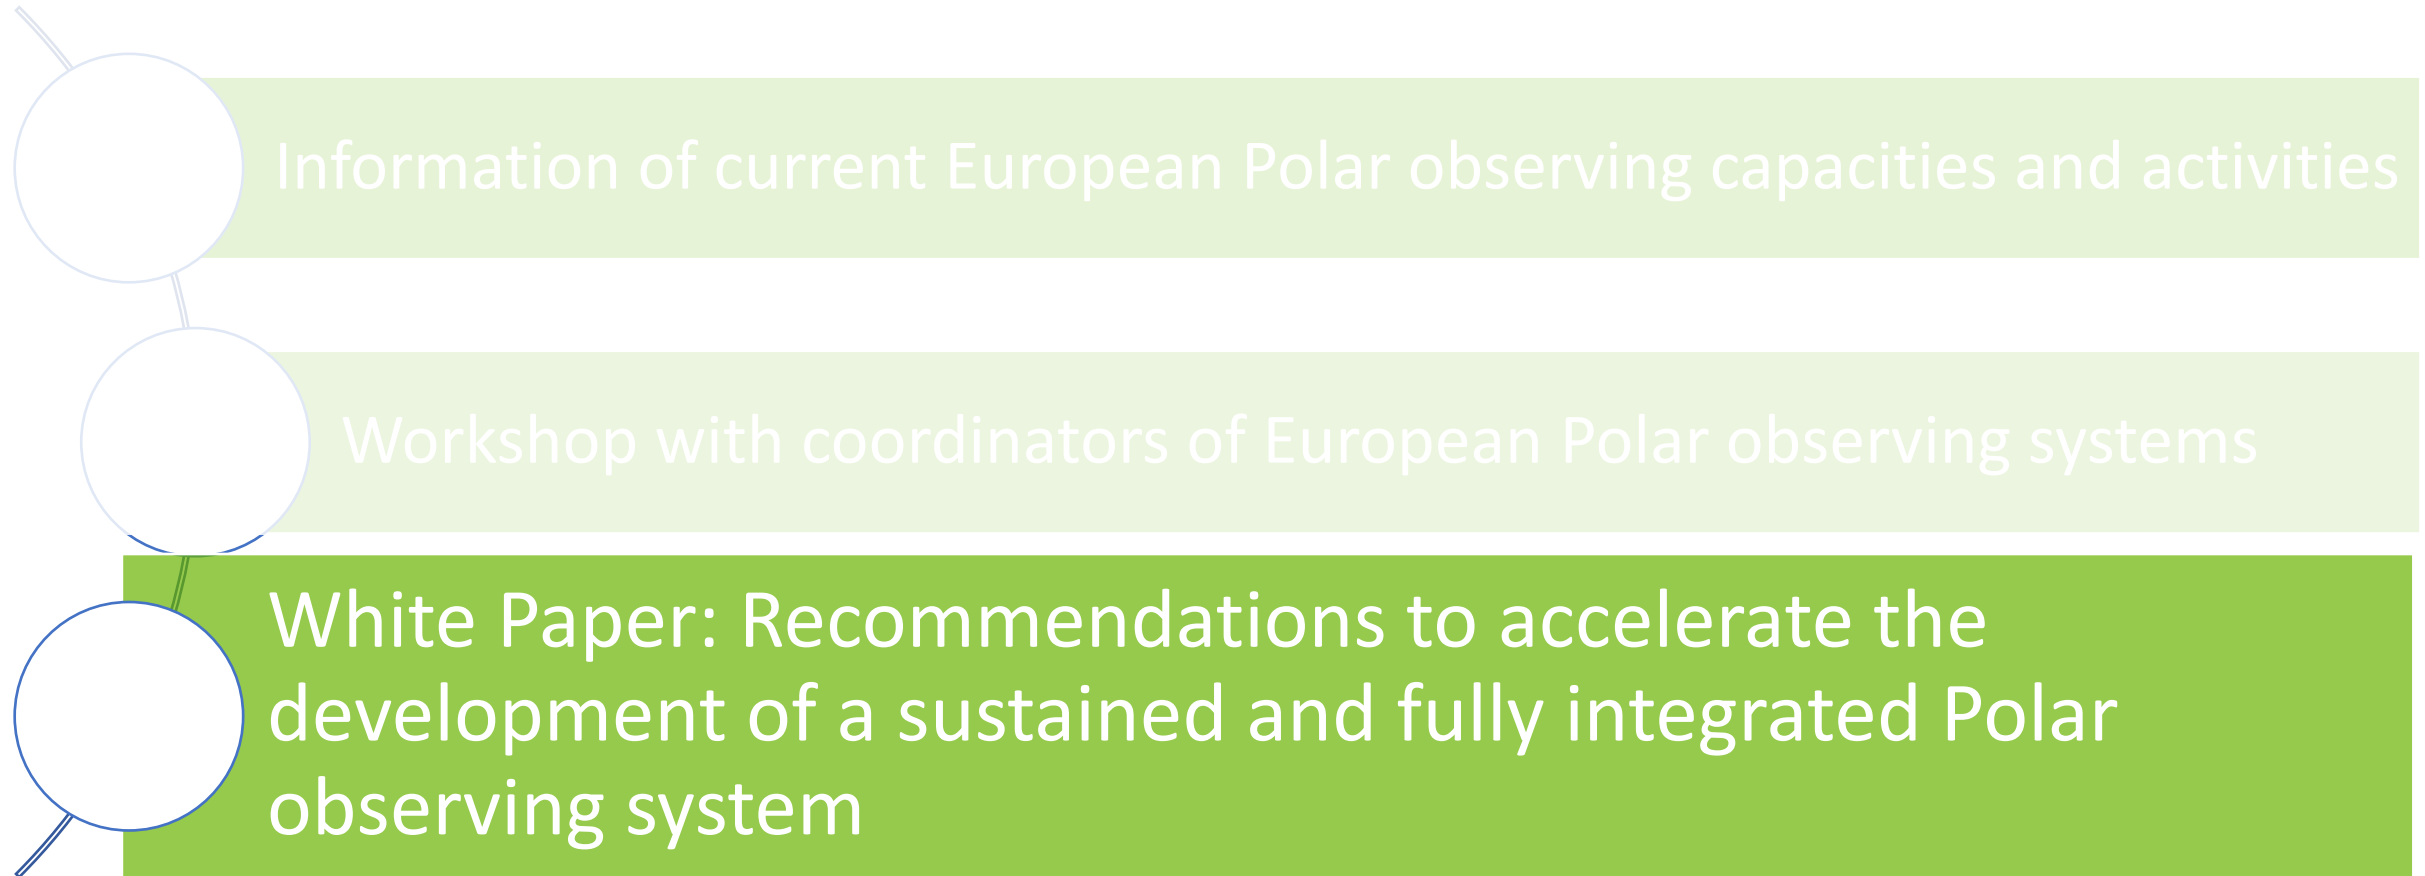 Information of current European Polar observing capacities and activities
Workshop with coordinators of European Polar observing systems
White Paper: Recommendations to accelerate the
development of a sustained and fully integrated Polar
observing system